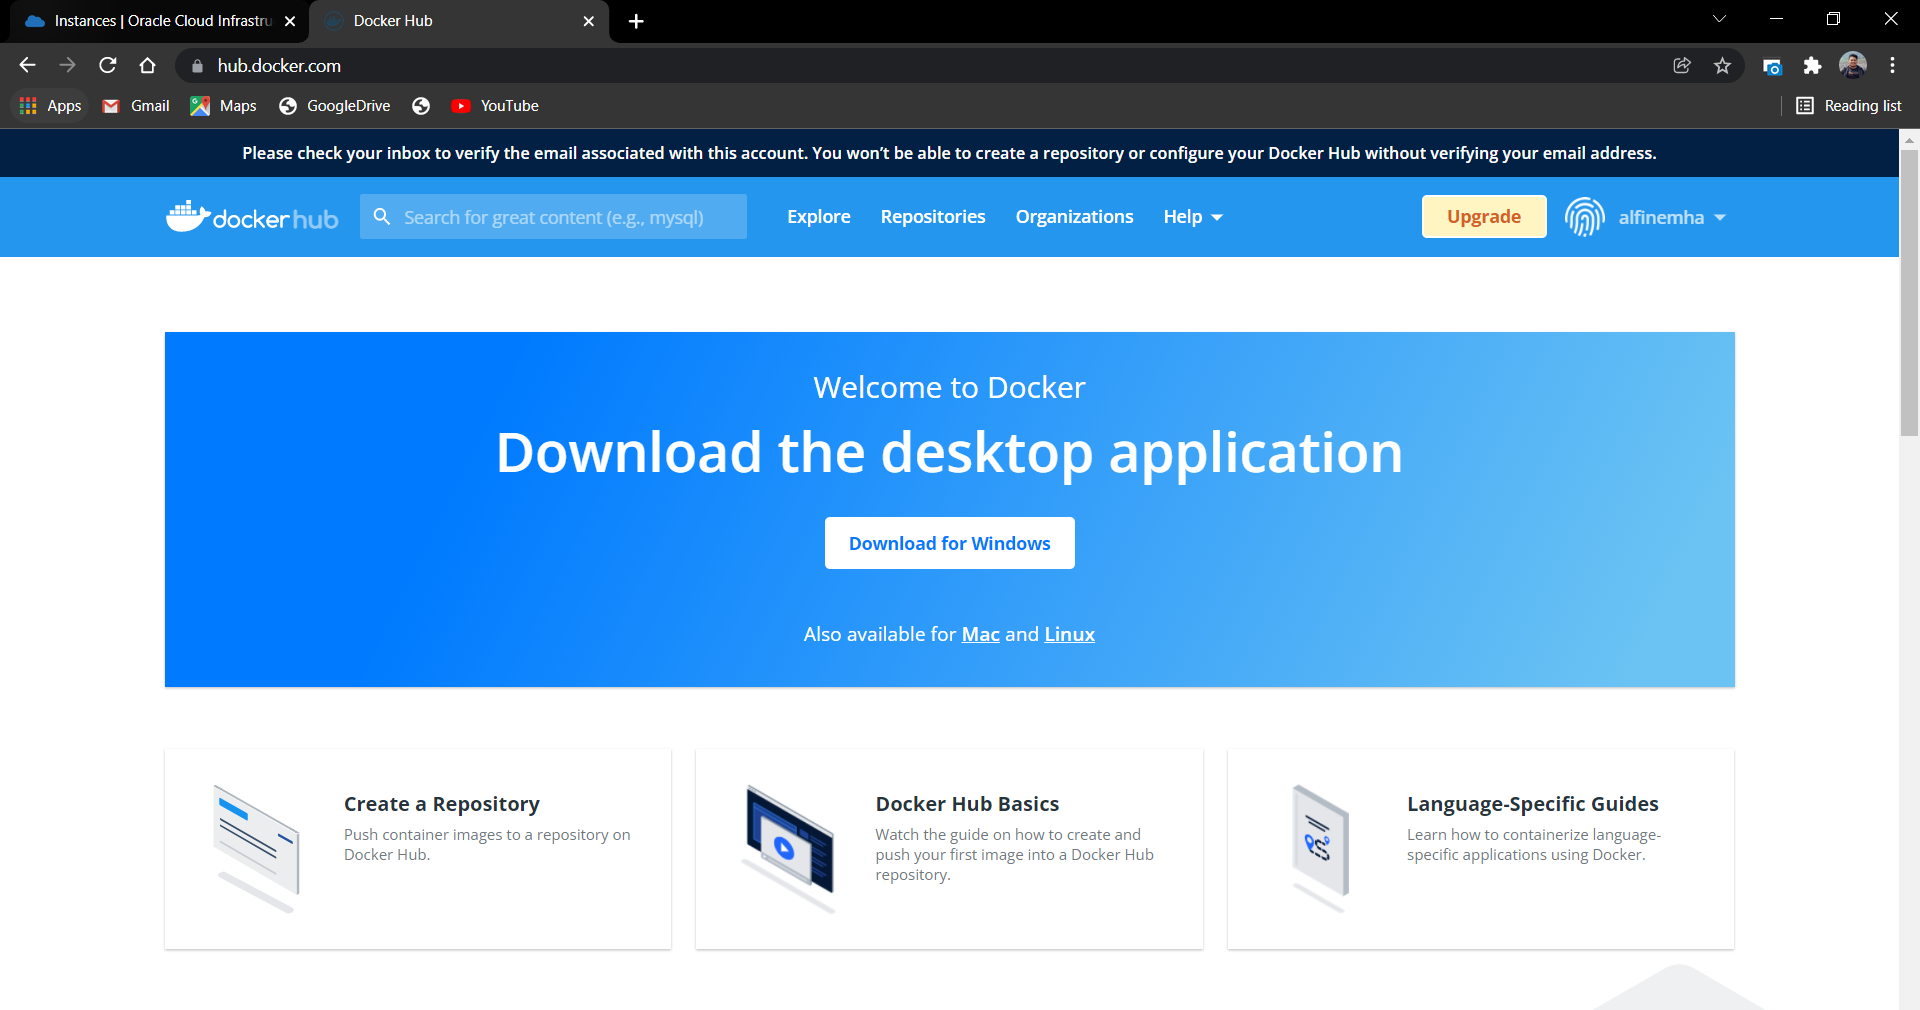 Instances | Oracle Cloud Infrastru
Docker Hub
hub.docker.com
Apps
Gmail
Maps
GoogleDrive
YouTube
Reading list
Please check your inbox to verify the email associated with this account. You won’t be able to create a repository or configure your Docker Hub without verifying your email address.
dockerhub
Search for great content (e.g., mysql)
Explore
Repositories
Organizations
Help
Upgrade
alfinemha
Welcome to Docker
Download the desktop application
Download for Windows
Also available for Mac and Linux
Create a Repository
Push container images to a repository on
Docker Hub.
Docker Hub Basics
Watch the guide on how to create and
push your first image into a Docker Hub
repository.
Language-Specific Guides
Learn how to containerize language-
specific applications using Docker.